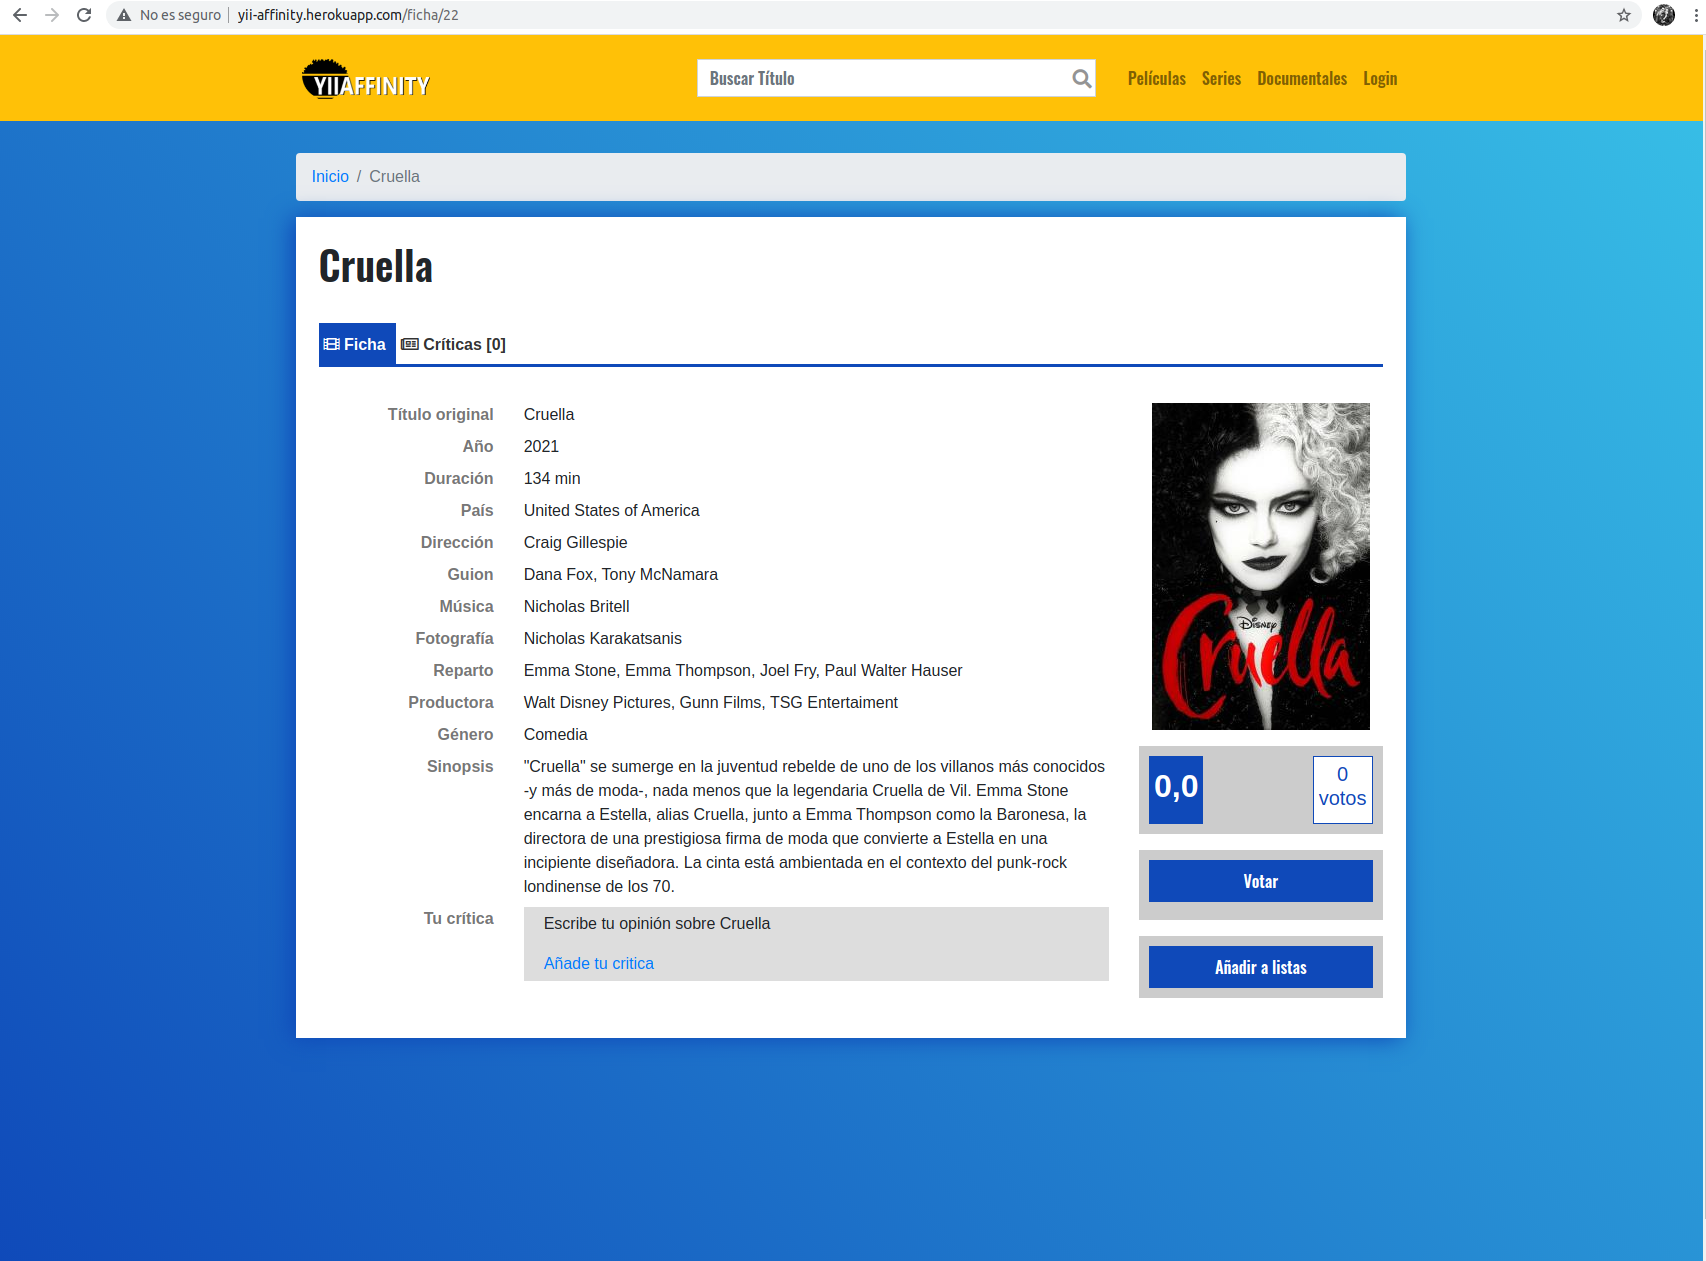 No es seguro yii-affinity.herokuapp.com/ficha/22
YIIAFFINITY
Buscar Título
Películas Series Documentales Login
Inicio / Cruella
Cruella
Ficha Críticas [0]
Título original Cruella
Año 2021
Duración 134 min
País United States of America
Dirección Craig Gillespie
Guion Dana Fox, Tony McNamara
Música Nicholas Britell
Fotografía Nicholas Karakatsanis
Reparto Emma Stone, Emma Thompson, Joel Fry, Paul Walter Hauser
Productora Walt Disney Pictures, Gunn Films, TSG Entertaiment
Género Comedia
Sinopsis "Cruella" se sumerge en la juventud rebelde de uno de los villanos más conocidos
-y más de moda-, nada menos que la legendaria Cruella de Vil. Emma Stone
encarna a Estella, alias Cruella, junto a Emma Thompson como la Baronesa, la
directora de una prestigiosa firma de moda que convierte a Estella en una
incipiente diseñadora. La cinta está ambientada en el contexto del punk-rock
londinense de los 70.
Tu crítica Escribe tu opinión sobre Cruella
Añade tu critica
Disney
Cruella
0,0
0
votos
Votar
Añadir a listas